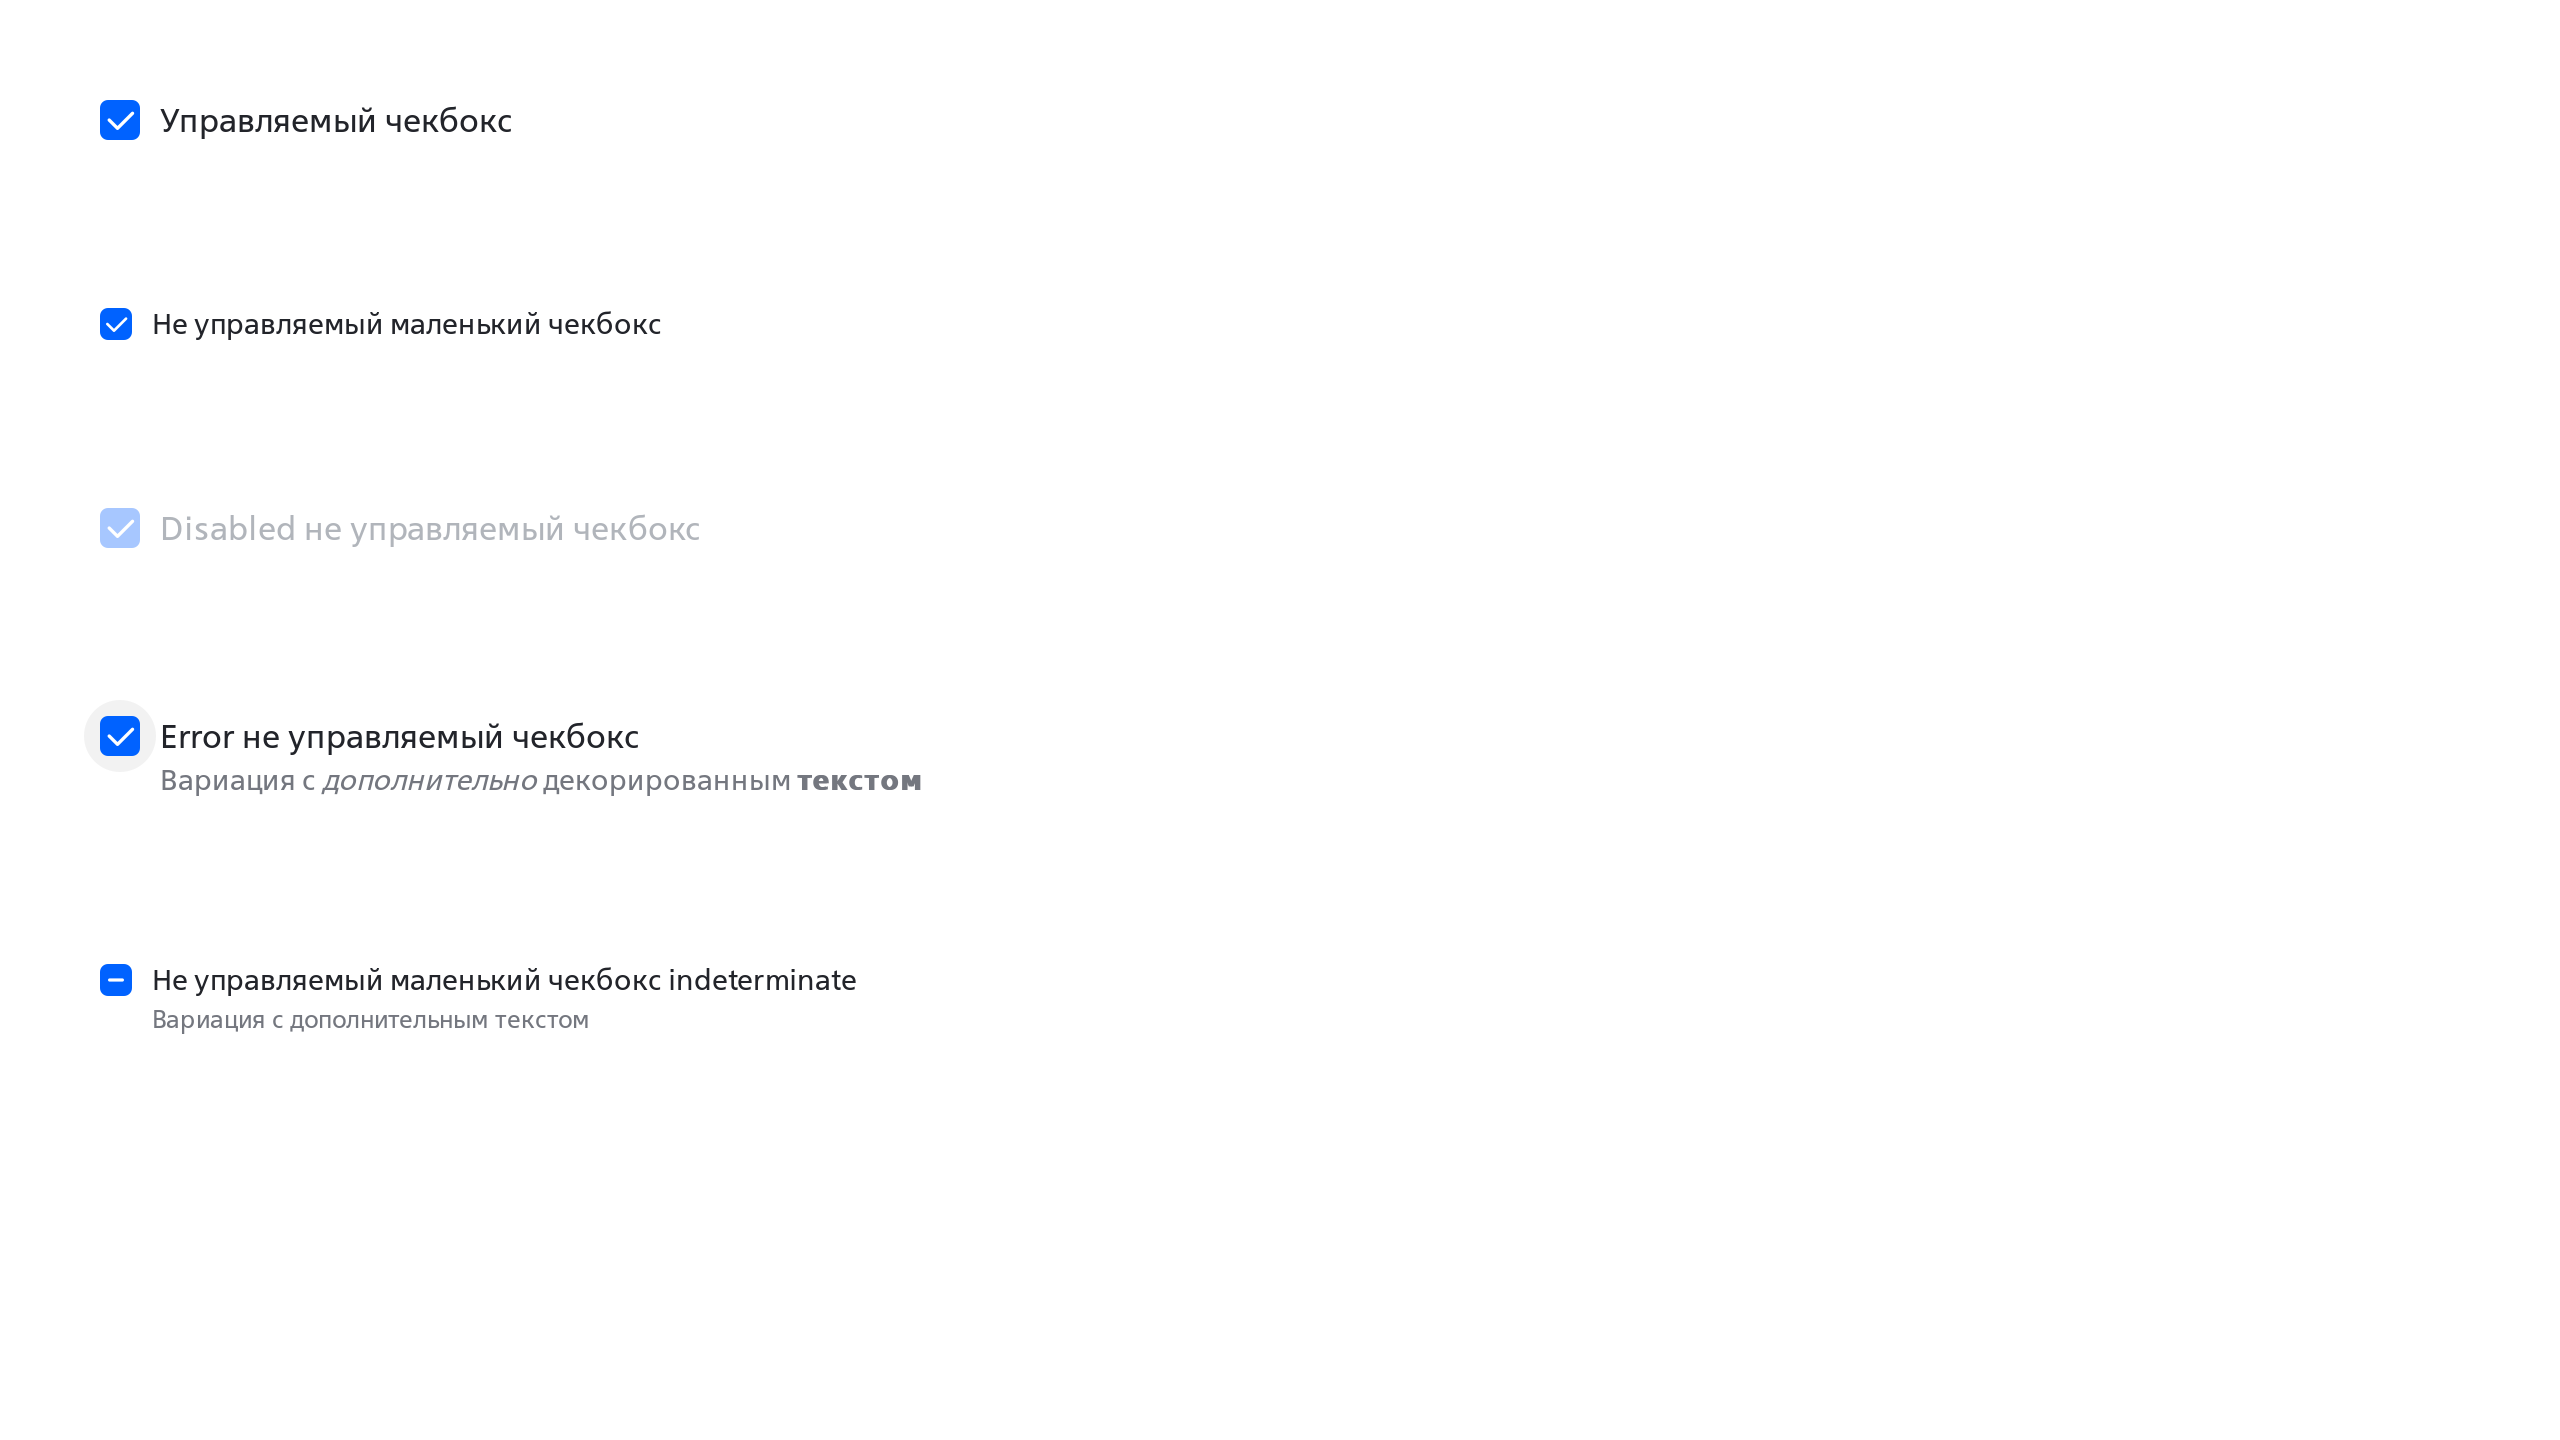 Управляемый чекбокс
Не управляемый маленький чекбокс
Disabled не управляемый чекбокс
Error не управляемый чекбокс
Вариация с дополнительно декорированным текстом
Не управляемый маленький чекбокс indeterminate
Вариация с дополнительным текстом